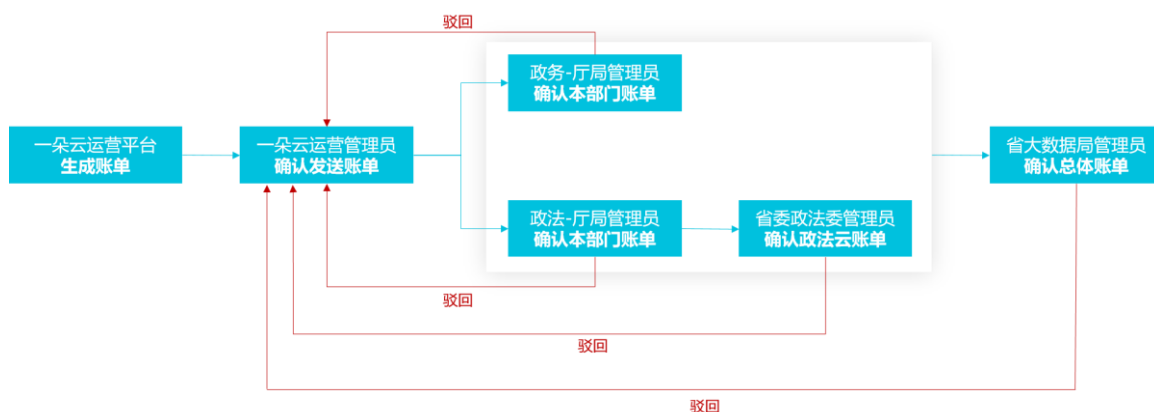 驳回
政务-厅局管理员
确认本部门账单
一朵云运营平台
生成账单
一朵云运营管理员
确认发送账单
省大数据局管理员
确认总体账单
政法-厅局管理员
确认本部门账单
省委政法委管理员
确认政法云账单
驳回
驳回
驳回